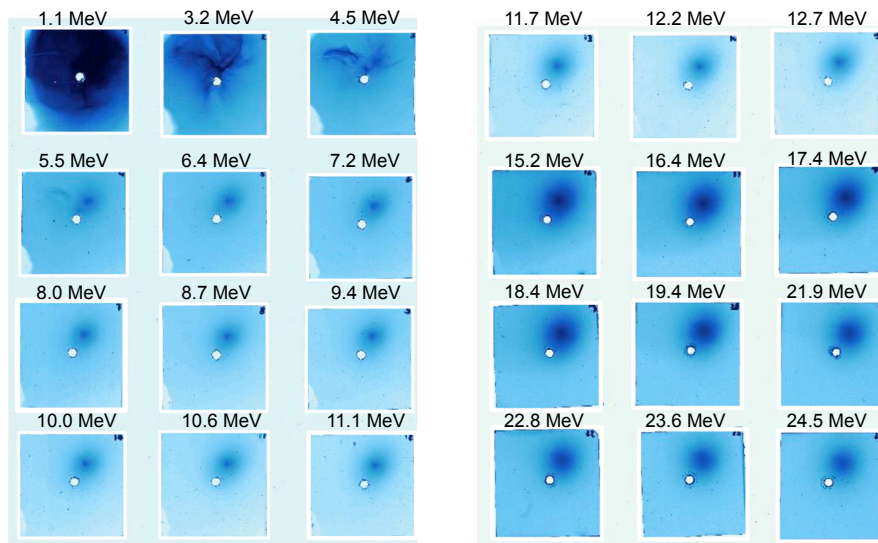 1.1 MeV 3.2 MeV 4.5 MeV
5.5 MeV 6.4 MeV 7.2 MeV
8.0 MeV 8.7 MeV 9.4 MeV
10.0 MeV 10.6 MeV 11.1 MeV
11.7 MeV 12.2 MeV 12.7 MeV
15.2 MeV 16.4 MeV 17.4 MeV
18.4 MeV 19.4 MeV 21.9 MeV
22.8 MeV 23.6 MeV 24.5 MeV